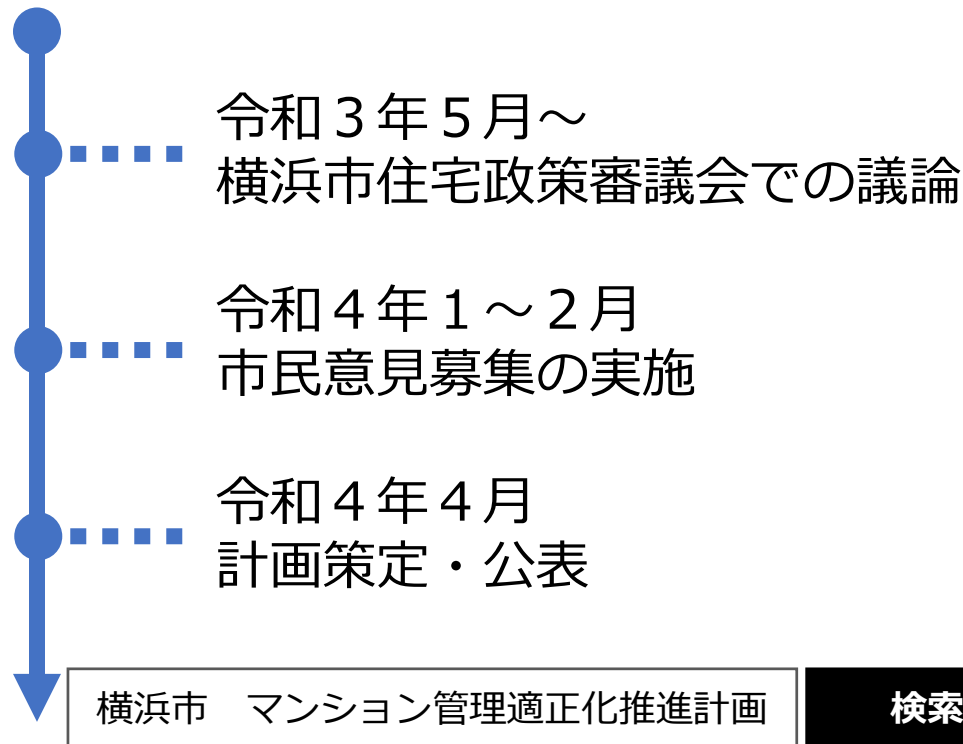 令和３年５月～
横浜市住宅政策審議会での議論
令和４年１～２月
市民意見募集の実施
令和４年４月
計画策定・公表
横浜市　マンション管理適正化推進計画
検索